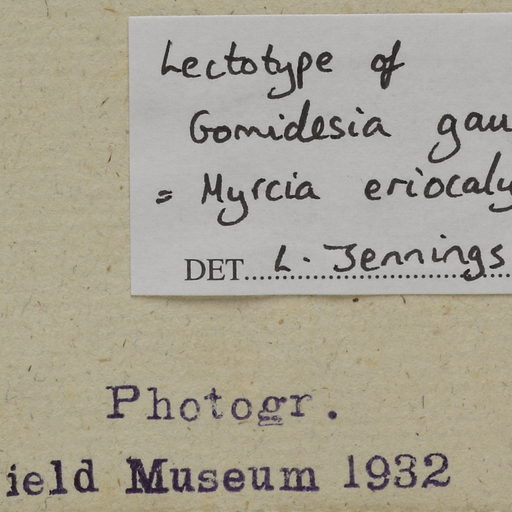 Lectotype of
Gomidesia gau
= Myrcia eriocaly
DET. L. Jennings
Photogr.
ield Museum 1932